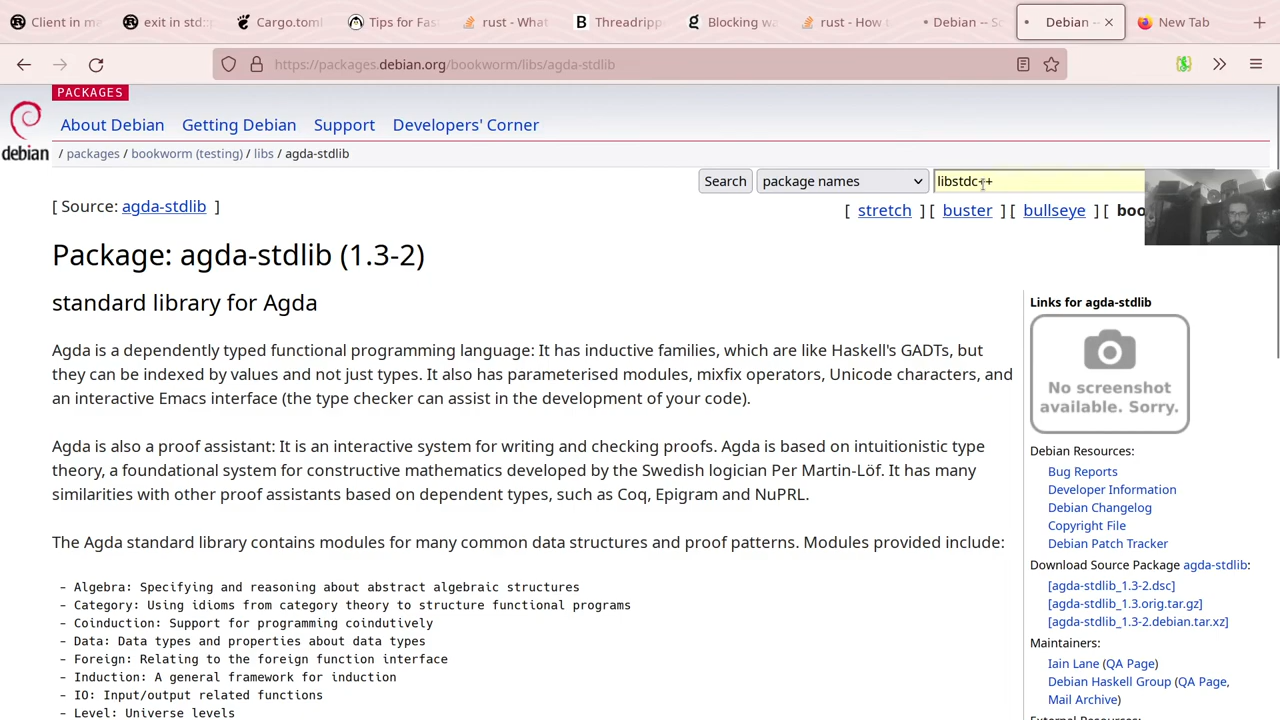 Client in ma
exit in std::p
Cargo.toml
Tips for Fas
rust - What
Threadripp
Blocking wa
rust - How t
Debian -- Se
Debian --
New Tab
https://packages.debian.org/bookworm/libs/agda-stdlib
PACKAGES
About Debian Getting Debian Support Developers' Corner
debian
/ packages / bookworm (testing) / libs / agda-stdlib
Search package names libstdc++
[ Source: agda-stdlib ]
[ stretch ] [ buster ] [ bullseye ] [ boo
Package: agda-stdlib (1.3-2)
standard library for Agda
Agda is a dependently typed functional programming language: It has inductive families, which are like Haskell's GADTs, but
they can be indexed by values and not just types. It also has parameterised modules, mixfix operators, Unicode characters, and
an interactive Emacs interface (the type checker can assist in the development of your code).
Agda is also a proof assistant: It is an interactive system for writing and checking proofs. Agda is based on intuitionistic type
theory, a foundational system for constructive mathematics developed by the Swedish logician Per Martin-Löf. It has many
similarities with other proof assistants based on dependent types, such as Coq, Epigram and NuPRL.
The Agda standard library contains modules for many common data structures and proof patterns. Modules provided include:
- Algebra: Specifying and reasoning about abstract algebraic structures
- Category: Using idioms from category theory to structure functional programs
- Coinduction: Support for programming coindutively
- Data: Data types and properties about data types
- Foreign: Relating to the foreign function interface
- Induction: A general framework for induction
- IO: Input/output related functions
- Level: Universe levels
Links for agda-stdlib
No screenshot
available. Sorry.
Debian Resources:
Bug Reports
Developer Information
Debian Changelog
Copyright File
Debian Patch Tracker
Download Source Package agda-stdlib:
[agda-stdlib_1.3-2.dsc]
[agda-stdlib_1.3.orig.tar.gz]
[agda-stdlib_1.3-2.debian.tar.xz]
Maintainers:
Iain Lane (QA Page)
Debian Haskell Group (QA Page,
Mail Archive)